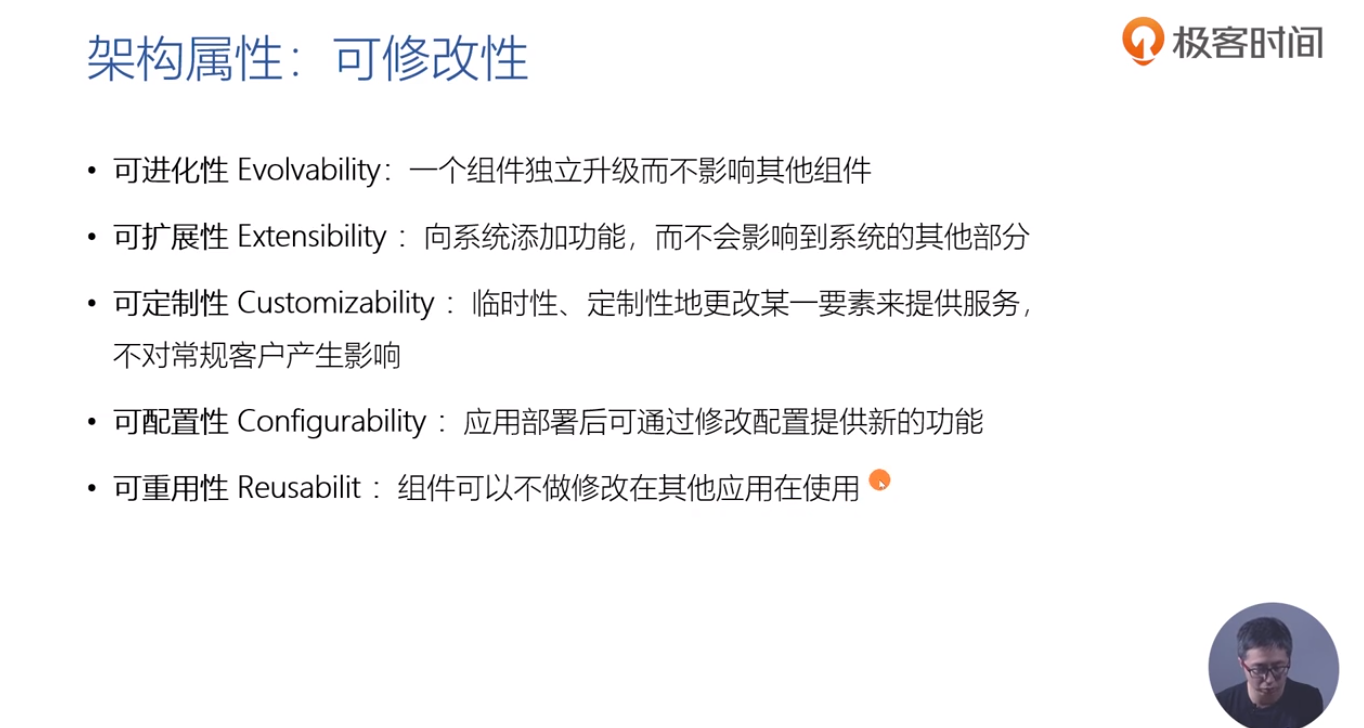 架构属性：可修改性
极客时间
• 可进化性 Evolvability：一个组件独立升级而不影响其他组件
• 可扩展性 Extensibility ：向系统添加功能，而不会影响到系统的其他部分
• 可定制性 Customizability ：临时性、定制性地更改某一要素来提供服务，
不对常规客户产生影响
• 可配置性 Configurability ：应用部署后可通过修改配置提供新的功能
• 可重用性 Reusabilit ：组件可以不做修改在其他应用在使用